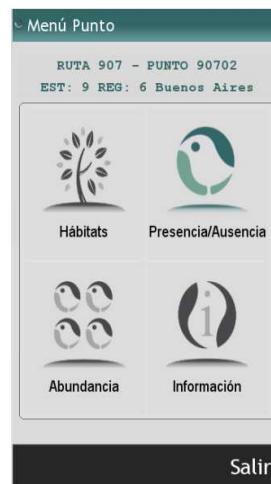 Menú Punto
RUTA 907 - PUNTO 90702
EST: 9 REG: 6 Buenos Aires
Hábitats
Presencia/Ausencia
Abundancia
Información
Salir